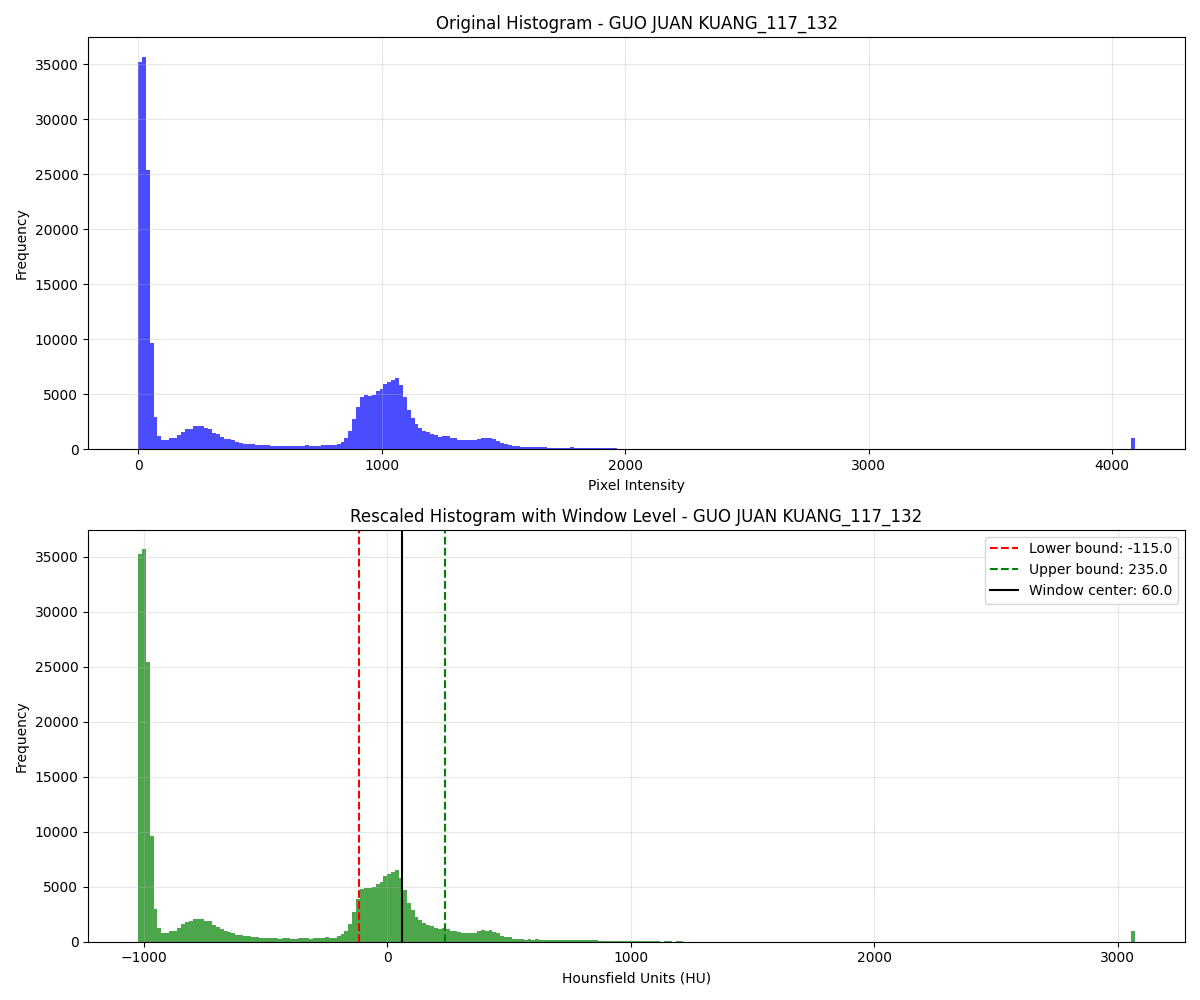 Original Histogram - GUO JUAN KUANG_117_132
Frequency
35000
30000
25000
20000
15000
10000
5000
0
0 1000 2000 3000 4000
Pixel Intensity
Rescaled Histogram with Window Level - GUO JUAN KUANG_117_132
Lower bound: -115.0
Upper bound: 235.0
Window center: 60.0
Frequency
35000
30000
25000
20000
15000
10000
5000
0
−1000 0 1000 2000 3000
Hounsfield Units (HU)